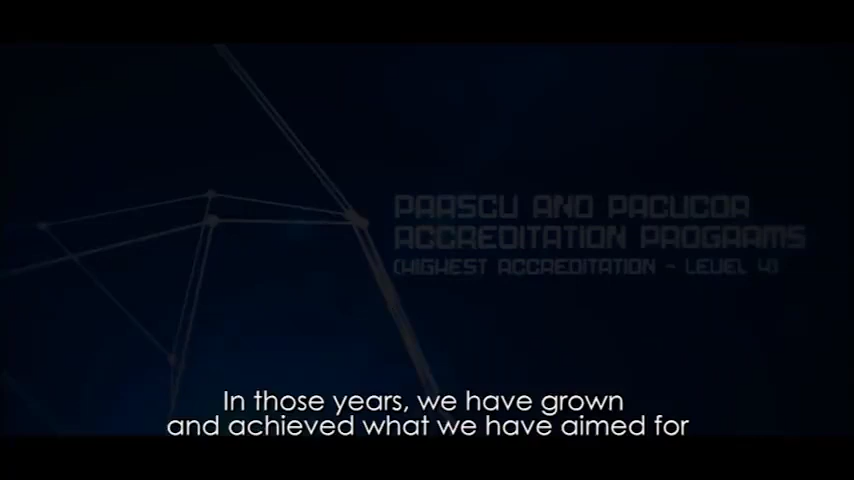 PAASCU AND PACUCOA
ACCREDITATION PROGRAMS
(HIGHEST ACCREDITATION - LEVEL 4)
In those years, we have grown
and achieved what we have aimed for